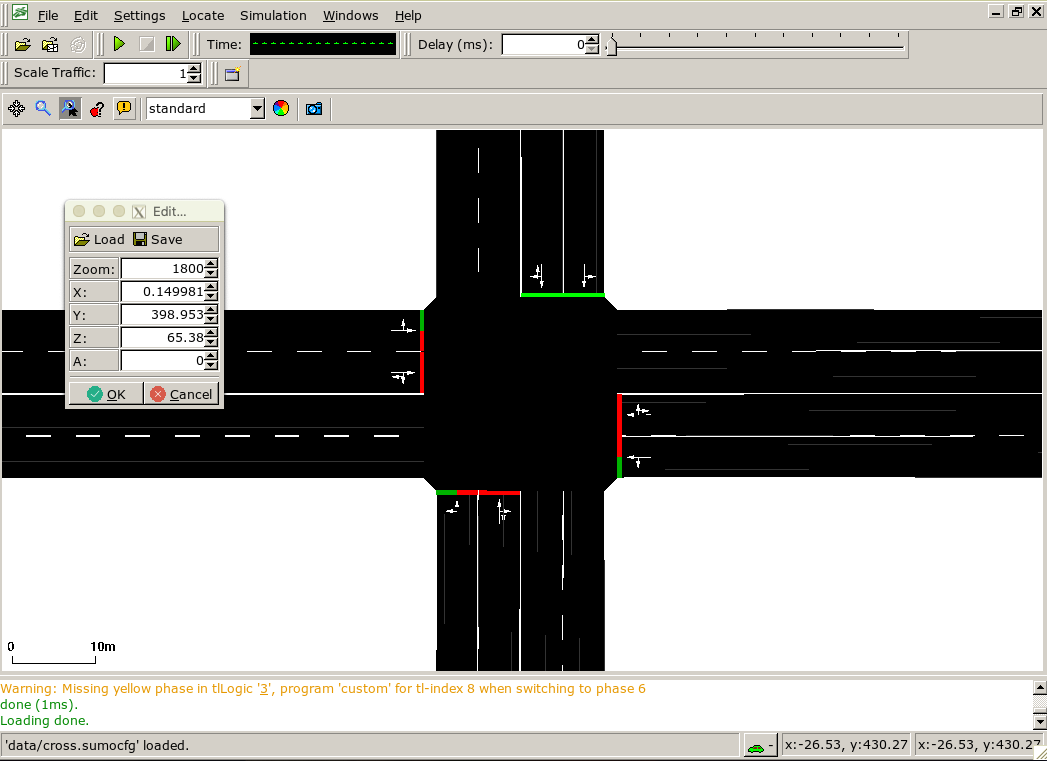 File Edit Settings Locate Simulation Windows Help
Time: Delay (ms): 0
Scale Traffic: 1
standard
Edit...
Load Save
Zoom: 1800
X: 0.149981
Y: 398.953
Z: 65.38
A: 0
OK Cancel
0 10m
Warning: Missing yellow phase in tlLogic '3', program 'custom' for tl-index 8 when switching to phase 6
done (1ms).
Loading done.
'data/cross.sumocfg' loaded. - x:-26.53, y:430.27 x:-26.53, y:430.27